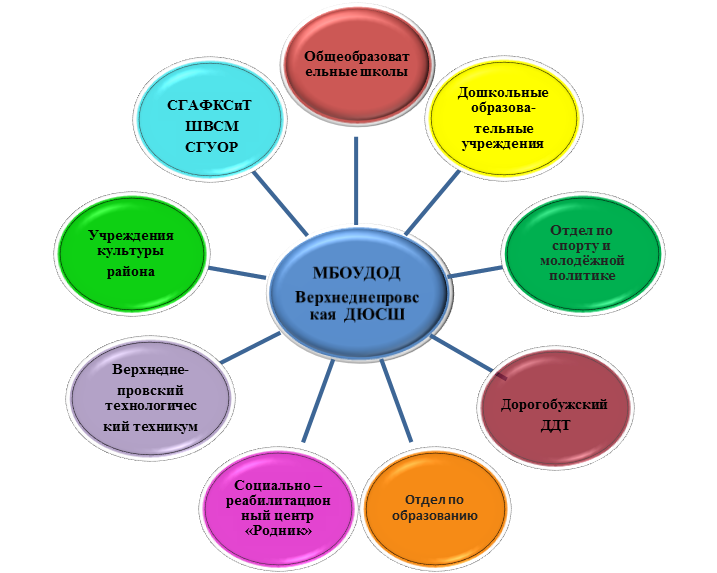 Общеобразоват
ельные школы
СГАФКСиТ
ШВСМ
СГУОР
Дошкольные
образова-
тельные
учреждения
Учреждения
культуры
района
Отдел по
спорту и
молодёжной
политике
МБОУДОД
Верхнеднепровс
кая ДЮСШ
Верхнедне-
провский
технологичес
кий техникум
Дорогобужский
ДДТ
Социально –
реабилитацион
ный центр
«Родник»
Отдел по
образованию